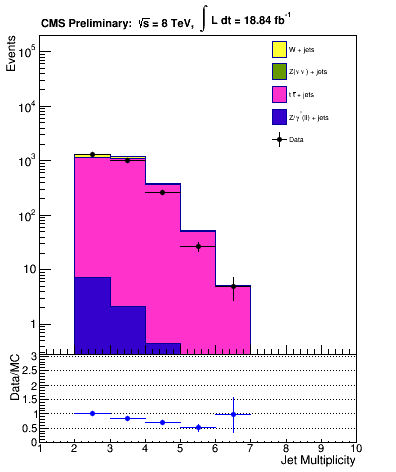 CMS Preliminary: √s = 8 TeV, ∫ L dt = 18.84 fb⁻¹
Events
10⁵
10⁴
10³
10²
10
1
W + jets
Z(νν) + jets
t t̄ + jets
Z/γ*(ll) + jets
Data
Data/MC
3
2.5
2
1.5
1
0.5
0
1 2 3 4 5 6 7 8 9 10
Jet Multiplicity